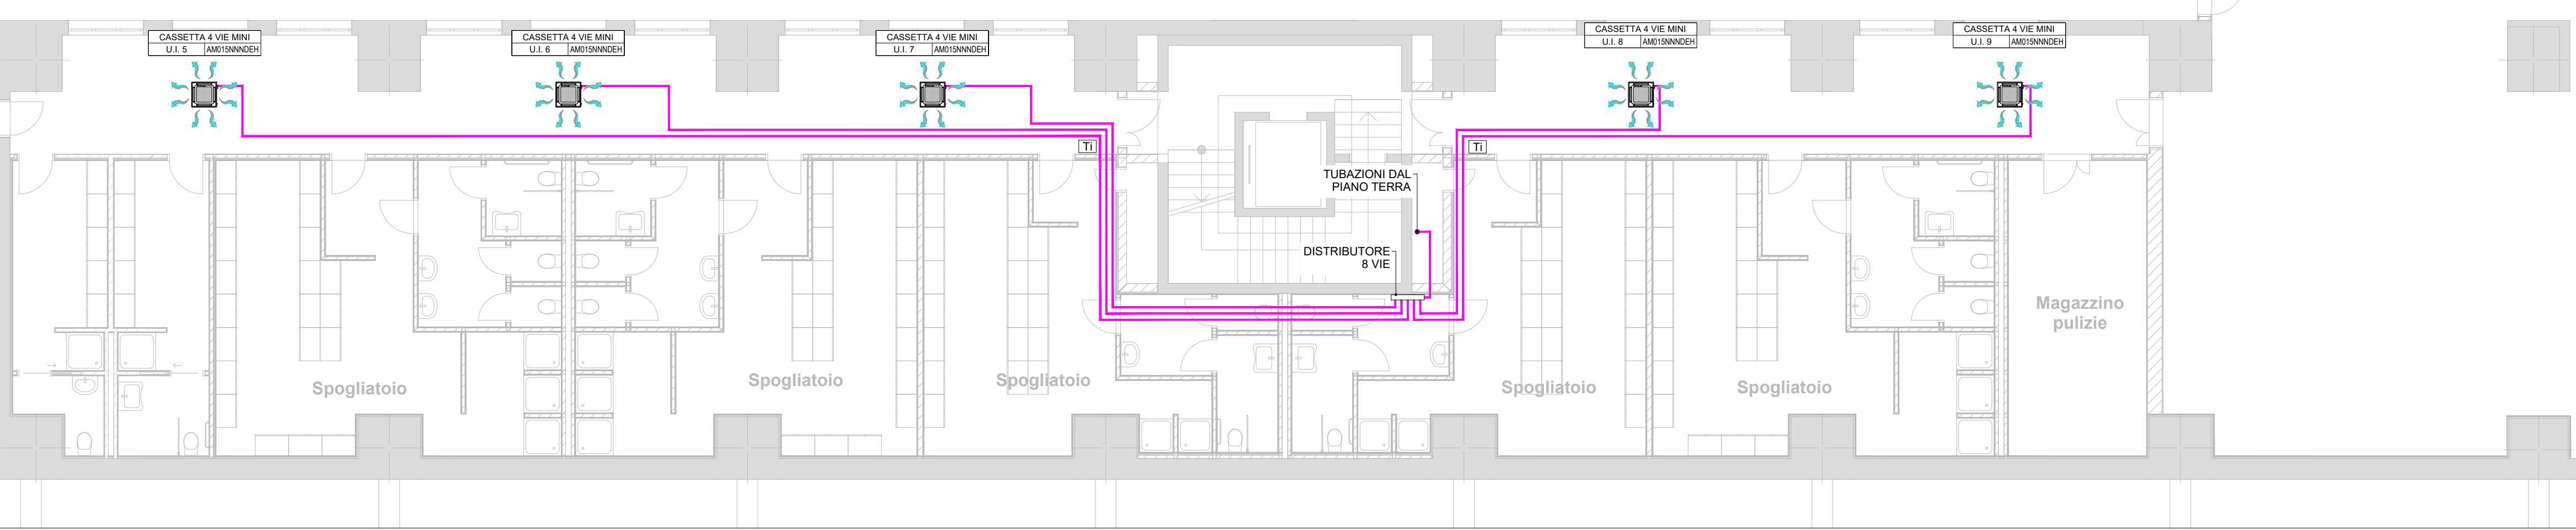 CASSETTA 4 VIE MINI
U.I. 5 AM015NNNDEH
CASSETTA 4 VIE MINI
U.I. 6 AM015NNNDEH
CASSETTA 4 VIE MINI
U.I. 7 AM015NNNDEH
CASSETTA 4 VIE MINI
U.I. 8 AM015NNNDEH
CASSETTA 4 VIE MINI
U.I. 9 AM015NNNDEH
Ti
Ti
TUBAZIONI DAL
PIANO TERRA
DISTRIBUTORE
8 VIE
Magazzino
pulizie
Spogliatoio
Spogliatoio
Spogliatoio
Spogliatoio
Spogliatoio